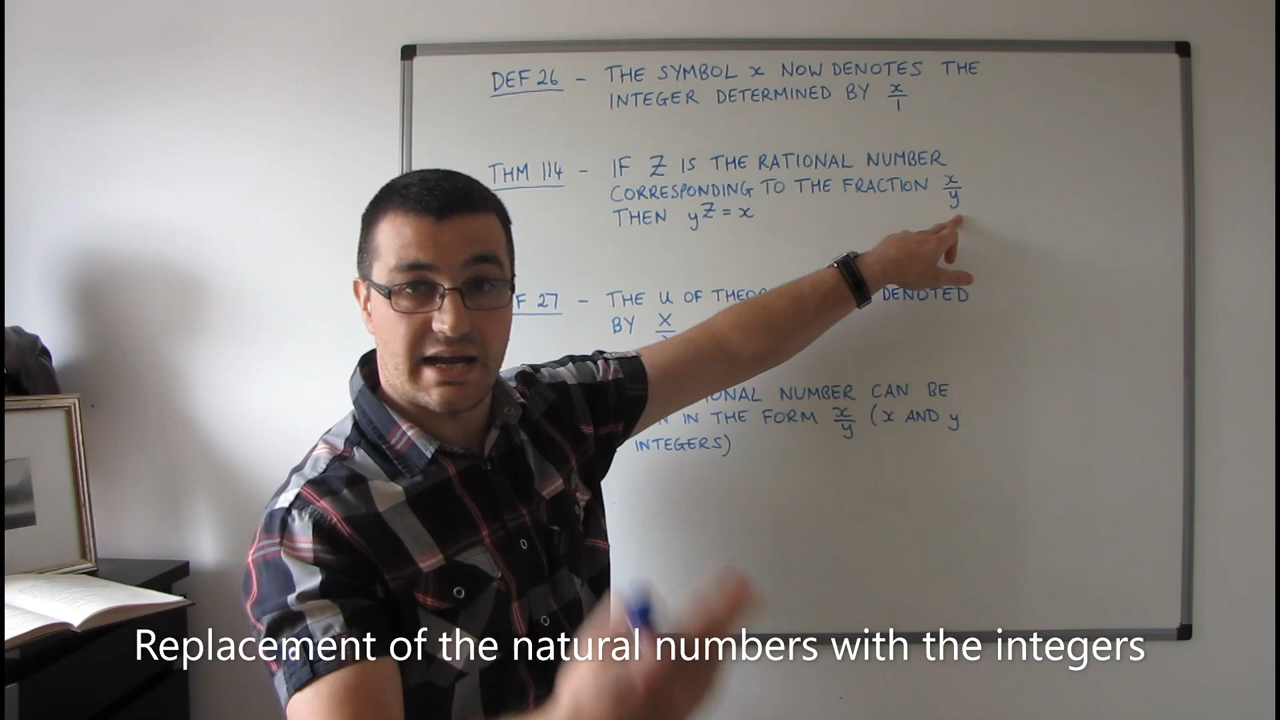 DEF 26 - THE SYMBOL x NOW DENOTES THE
INTEGER DETERMINED BY x/1
THM 114 - IF Z IS THE RATIONAL NUMBER
CORRESPONDING TO THE FRACTION x/y
THEN yZ = x
F 27 - THE U OF DENOTED
BY X
NUMBER CAN BE
IN THE FORM x/y (x AND y
INTEGERS)
Replacement of the natural numbers with the integers